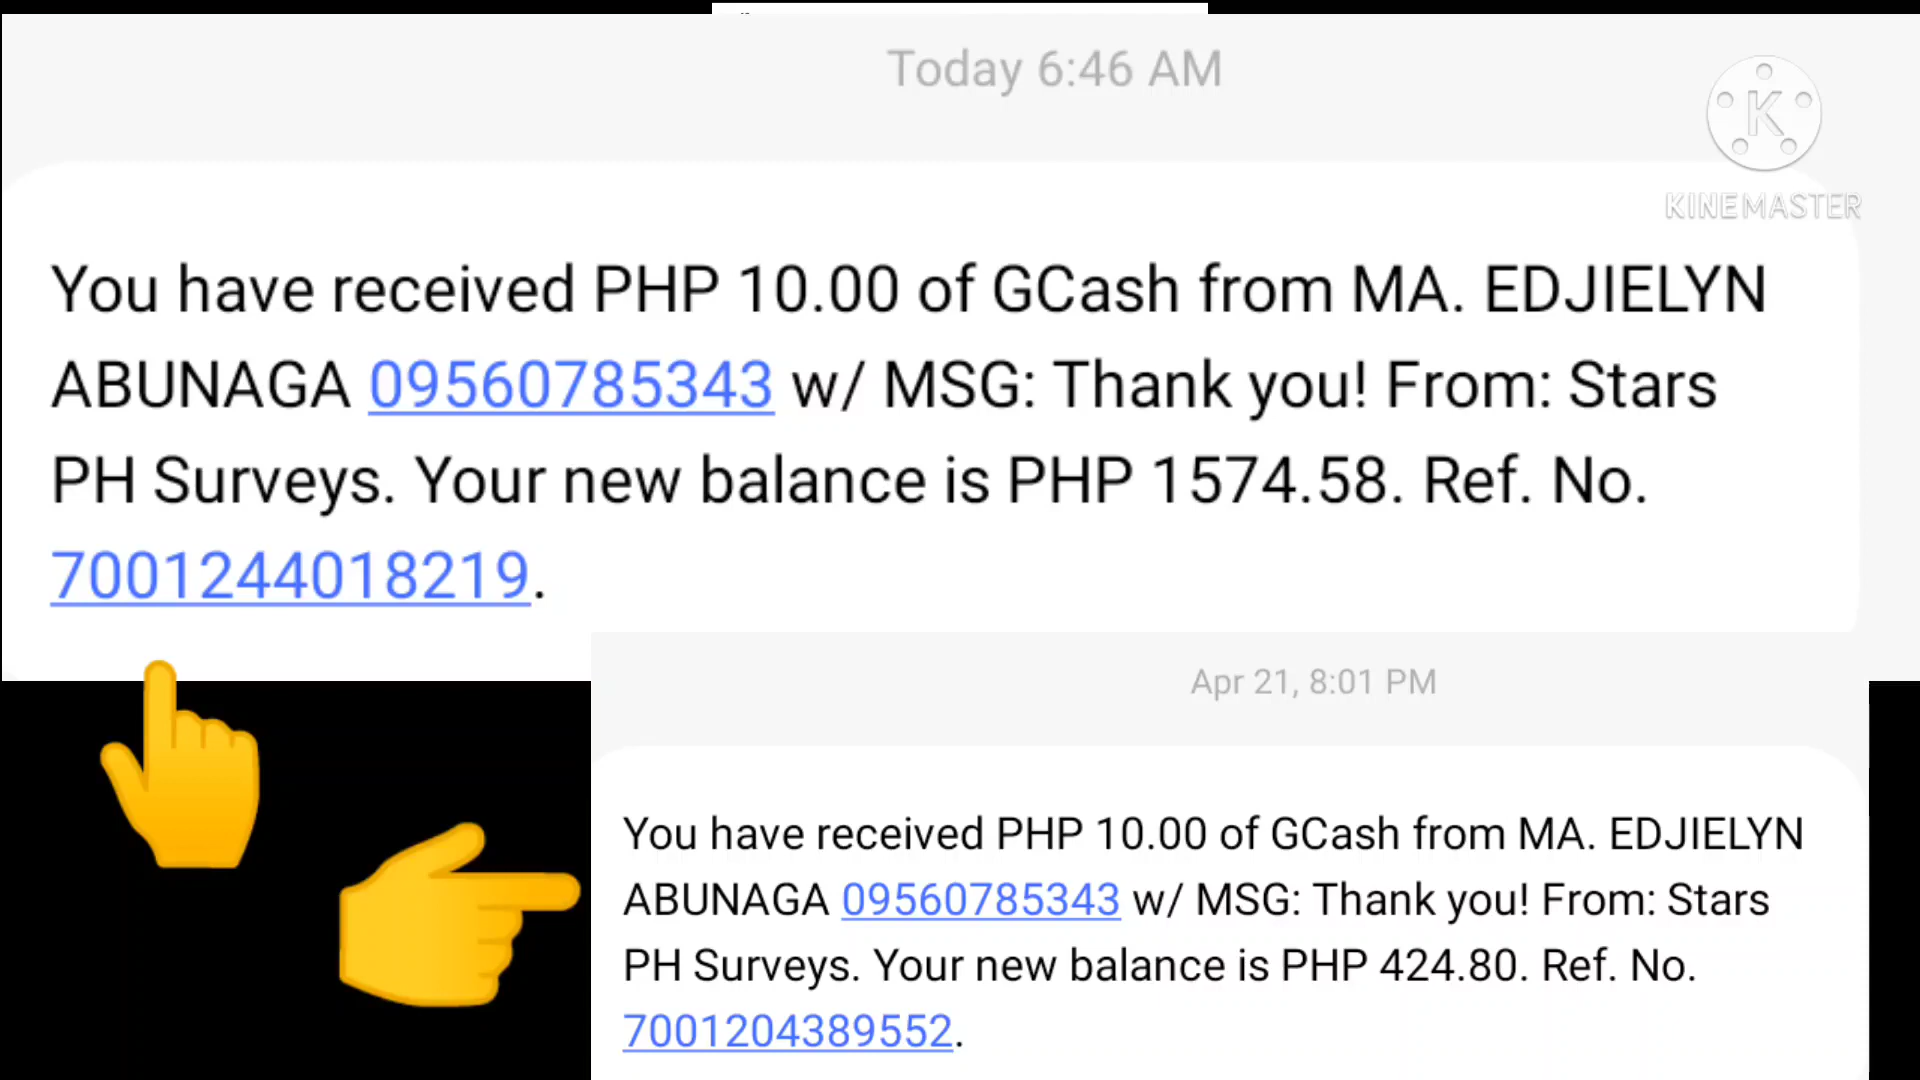 Today 6:46 AM
K
KINEMASTER
You have received PHP 10.00 of GCash from MA. EDJIELYN
ABUNAGA 09560785343 w/ MSG: Thank you! From: Stars
PH Surveys. Your new balance is PHP 1574.58. Ref. No.
7001244018219.
Apr 21, 8:01 PM
You have received PHP 10.00 of GCash from MA. EDJIELYN
ABUNAGA 09560785343 w/ MSG: Thank you! From: Stars
PH Surveys. Your new balance is PHP 424.80. Ref. No.
7001204389552.